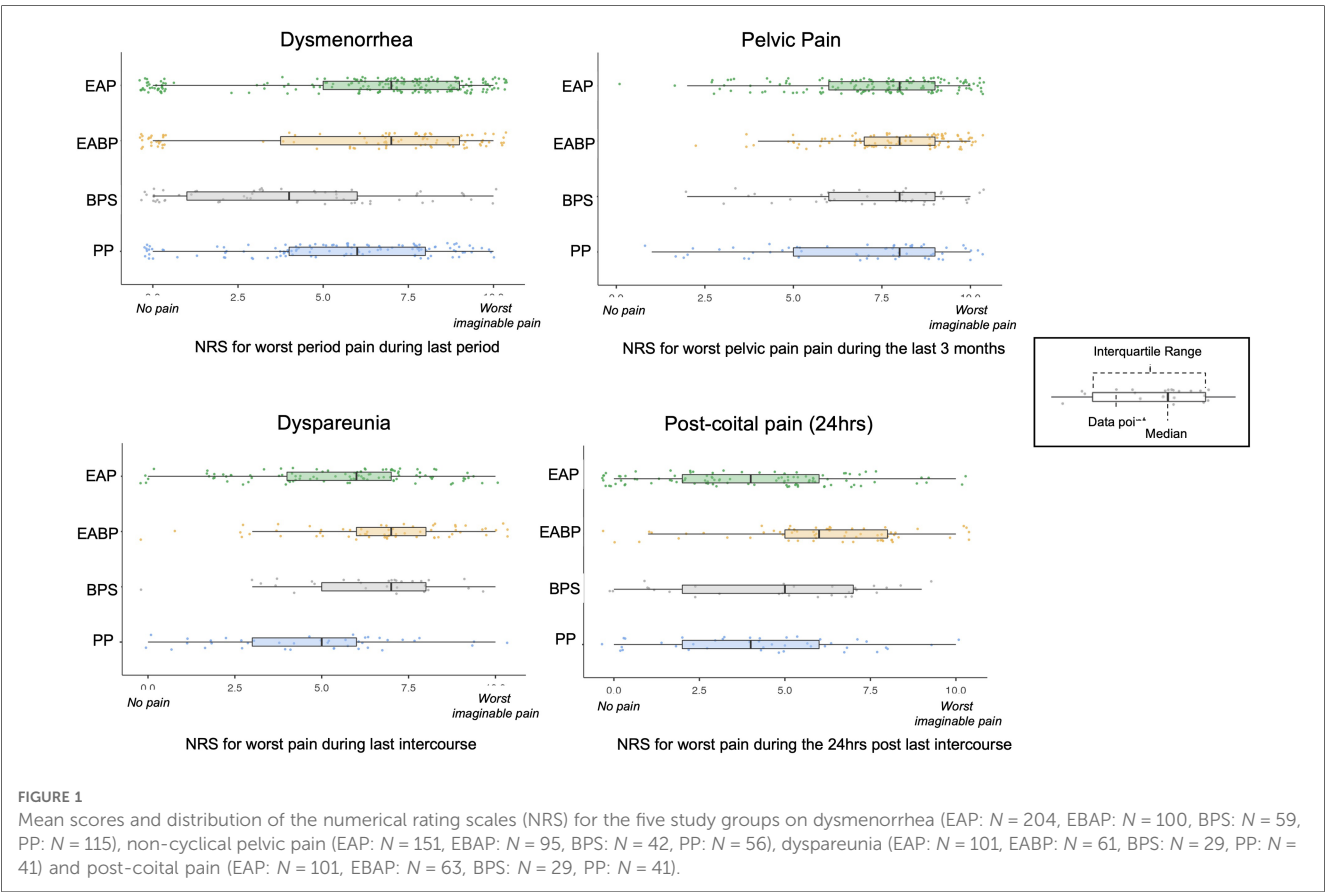 Dysmenorrhea
EAP
EABP
BPS
PP
2.5 5.0 7.5
No pain
Worst
imaginable pain
NRS for worst period pain during last period
Pelvic Pain
EAP
EABP
BPS
PP
2.5 5.0 7.5
No pain
Worst
imaginable pain
NRS for worst pelvic pain pain during the last 3 months
Interquartile Range
Data
Median
Dyspareunia
EAP
EABP
BPS
PP
2.5 5.0 7.5
No pain
Worst
imaginable pain
NRS for worst pain during last intercourse
Post-coital pain (24hrs)
EAP
EABP
BPS
PP
0.0 2.5 5.0 7.5 10.0
No pain
Worst
imaginable pain
NRS for worst pain during the 24hrs post last intercourse
FIGURE 1
Mean scores and distribution of the numerical rating scales (NRS) for the five study groups on dysmenorrhea (EAP: N = 204, EBAP: N = 100, BPS: N = 59,
PP: N = 115), non-cyclical pelvic pain (EAP: N = 151, EBAP: N = 95, BPS: N = 42, PP: N = 56), dyspareunia (EAP: N = 101, EABP: N = 61, BPS: N = 29, PP: N =
41) and post-coital pain (EAP: N = 101, EBAP: N = 63, BPS: N = 29, PP: N = 41).